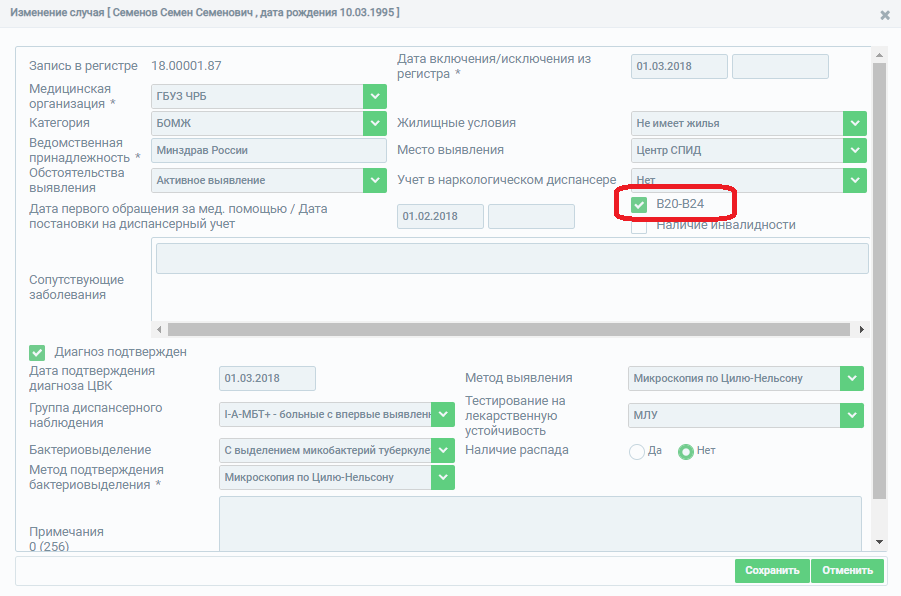 Изменение случая [ Семенов Семен Семенович , дата рождения 10.03.1995 ]
Запись в регистре 18.00001.87
Дата включения/исключения из
регистра * 01.03.2018
Медицинская
организация * ГБУЗ ЧРБ
Категория БОМЖ
Жилищные условия Не имеет жилья
Ведомственная
принадлежность * Минздрав России
Место выявления Центр СПИД
Обстоятельства
выявления Активное выявление
Учет в наркологическом диспансере Нет
B20-B24
Дата первого обращения за мед. помощью / Дата
постановки на диспансерный учет 01.02.2018
Наличие инвалидности
Сопутствующие
заболевания
Диагноз подтвержден
Дата подтверждения
диагноза ЦВК 01.03.2018
Метод выявления Микроскопия по Цилю-Нельсону
Группа диспансерного
наблюдения I-А-МБТ+ - больные с впервые выявлен
Тестирование на
лекарственную
устойчивость МЛУ
Бактериовыделение С выделением микобактерий туберкуле
Наличие распада Да Нет
Метод подтверждения
бактериовыделения * Микроскопия по Цилю-Нельсону
Примечания
0 (256)
Сохранить Отменить